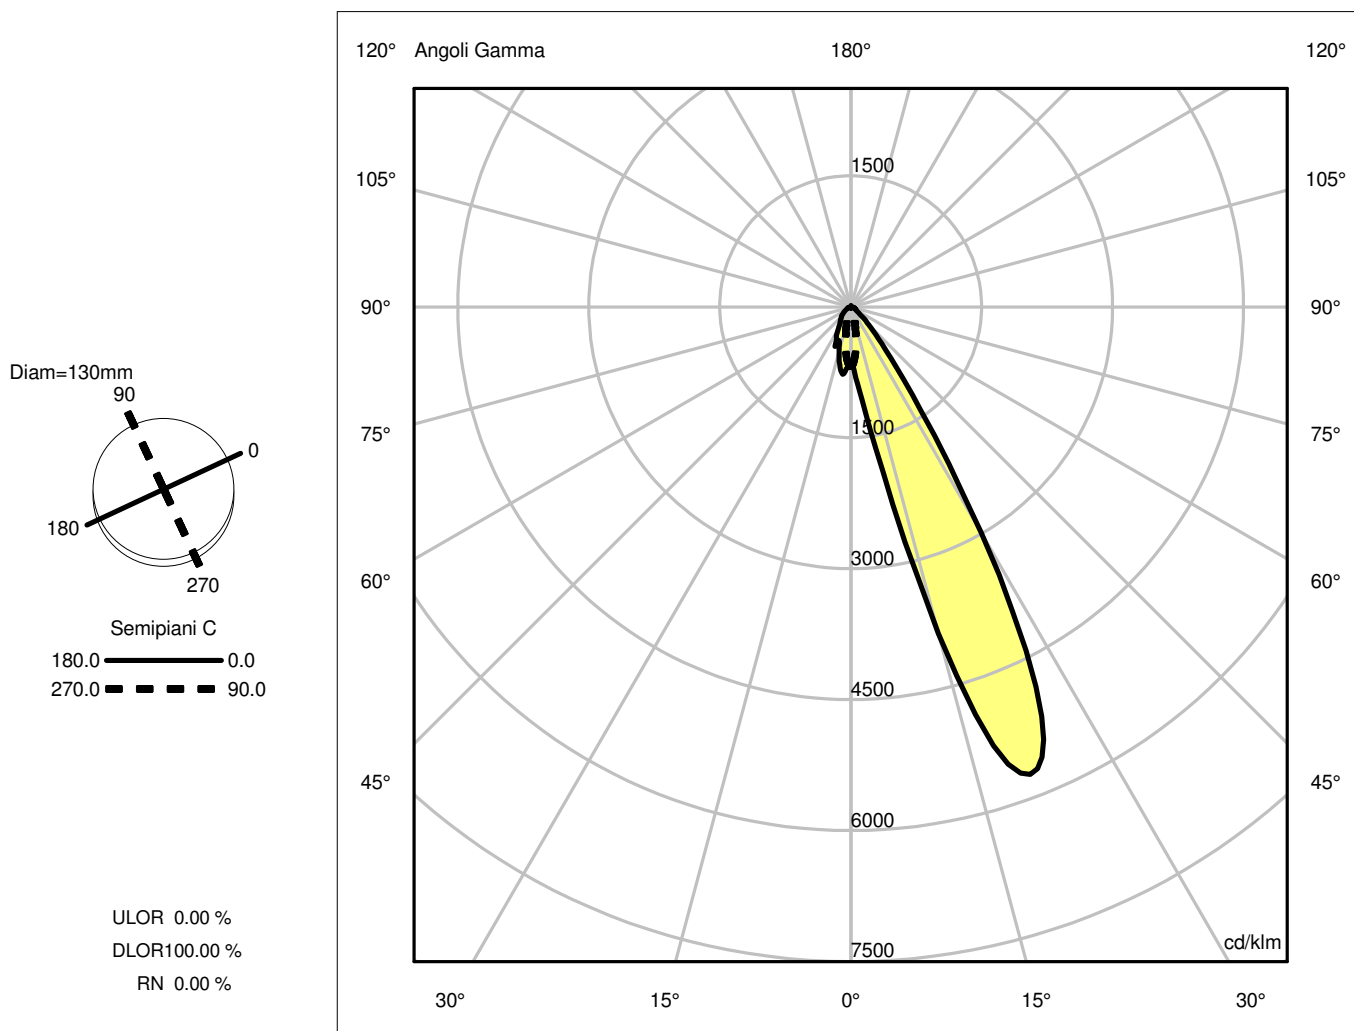 120° Angoli Gamma 180° 120°
105° 105°
90° 90°
75° 75°
60° 60°
45° 45°
30° 15° 0° 15° 30°
1500
1500
3000
4500
6000
7500
cd/klm
Diam=130mm
90
0
180
270
Semipiani C
180.0 0.0
270.0 90.0
ULOR 0.00 %
DLOR100.00 %
RN 0.00 %